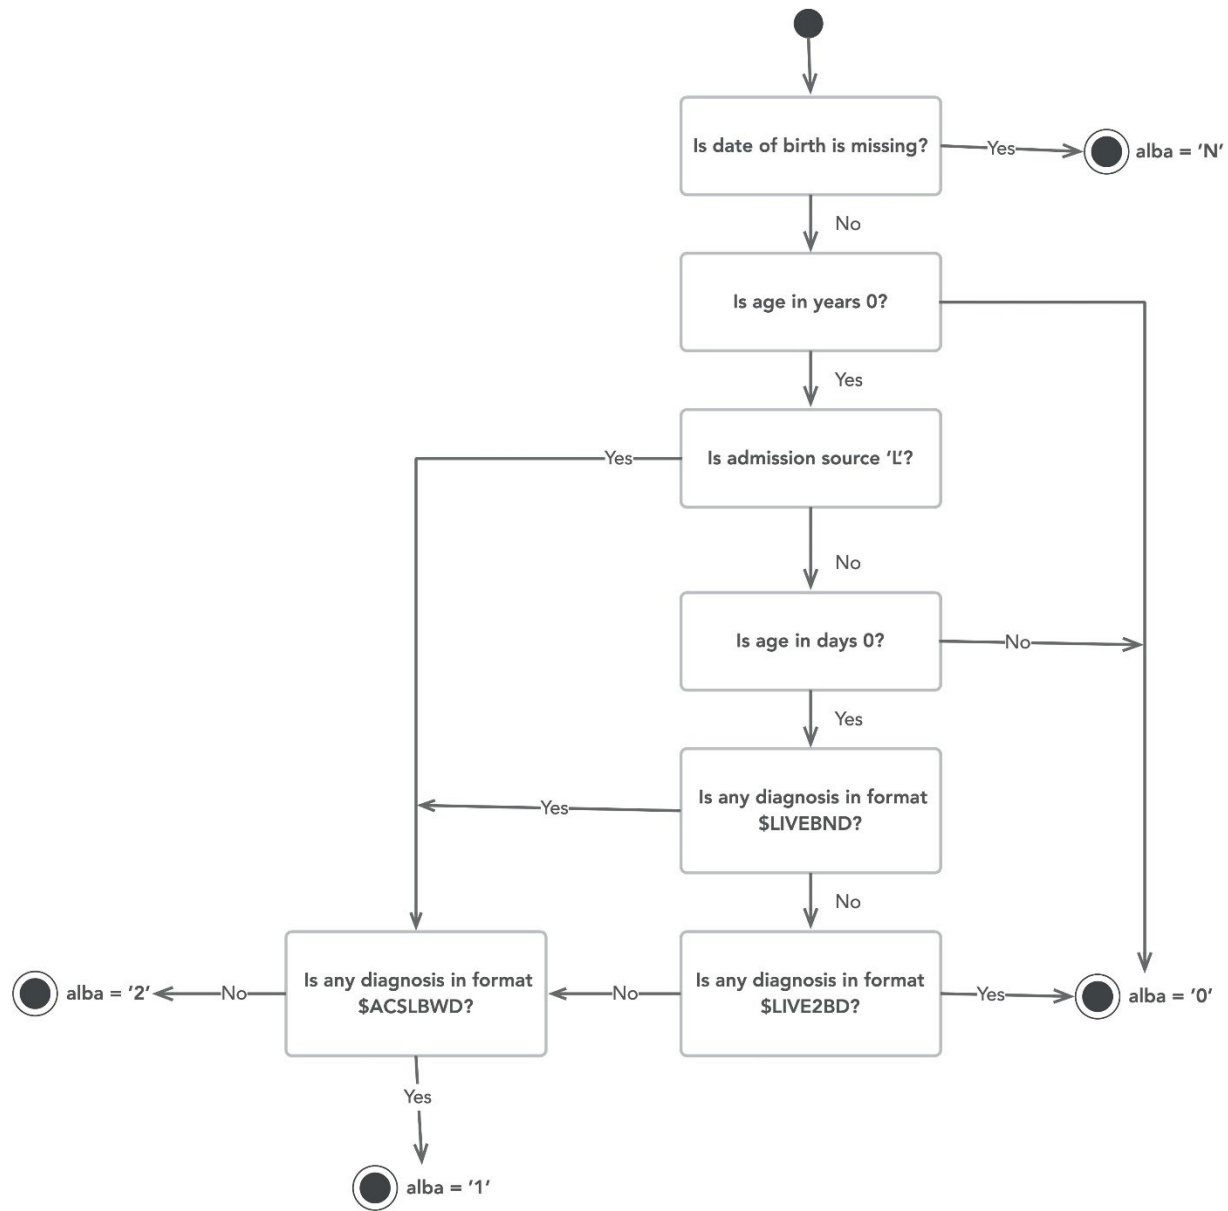 Is date of birth is missing?
Yes
alba = 'N'
No
Is age in years 0?
Yes
Is admission source 'L'?
Yes
No
Is age in days 0?
No
Yes
Is any diagnosis in format
$LIVEBND?
Yes
No
Is any diagnosis in format
$LIVE2BD?
Yes
alba = '0'
No
Is any diagnosis in format
$ACSLBWD?
No
alba = '2'
Yes
alba = '1'